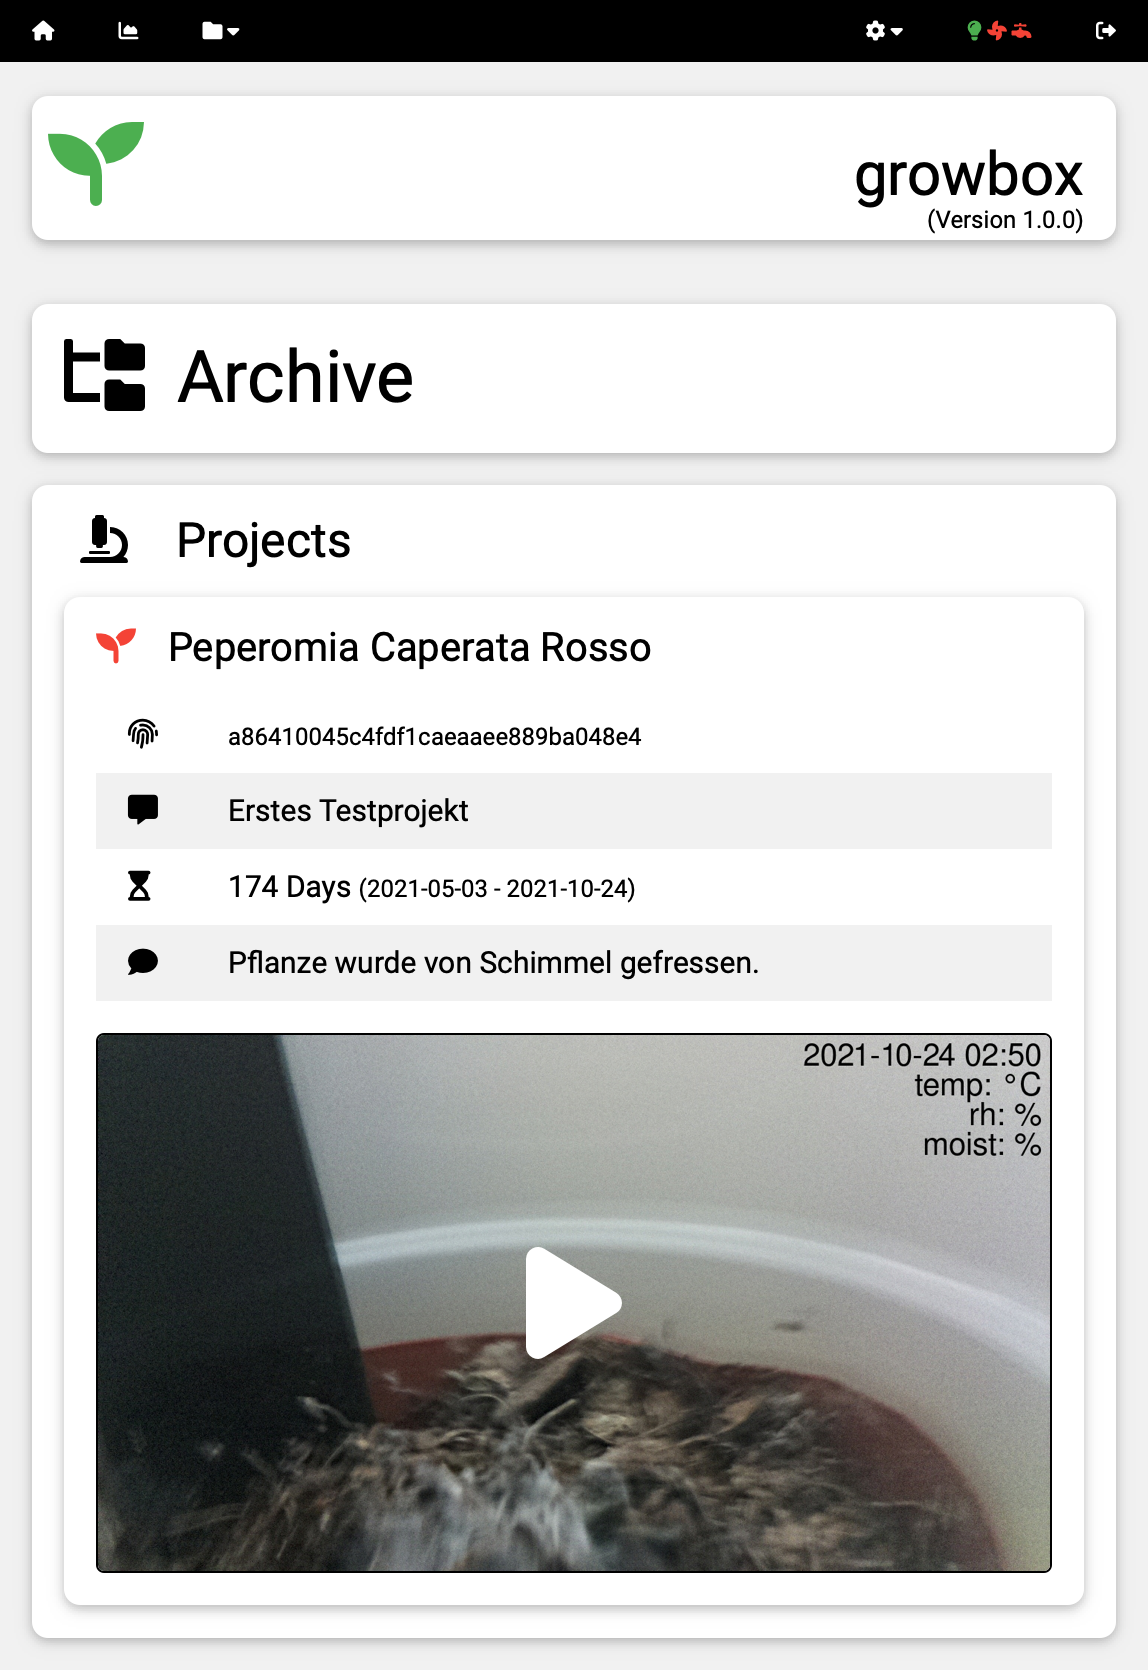 growbox
(Version 1.0.0)
Archive
Projects
Peperomia Caperata Rosso
a86410045c4fdf1caeaaee889ba048e4
Erstes Testprojekt
174 Days (2021-05-03 - 2021-10-24)
Pflanze wurde von Schimmel gefressen.
2021-10-24 02:50
temp: °C
rh: %
moist: %